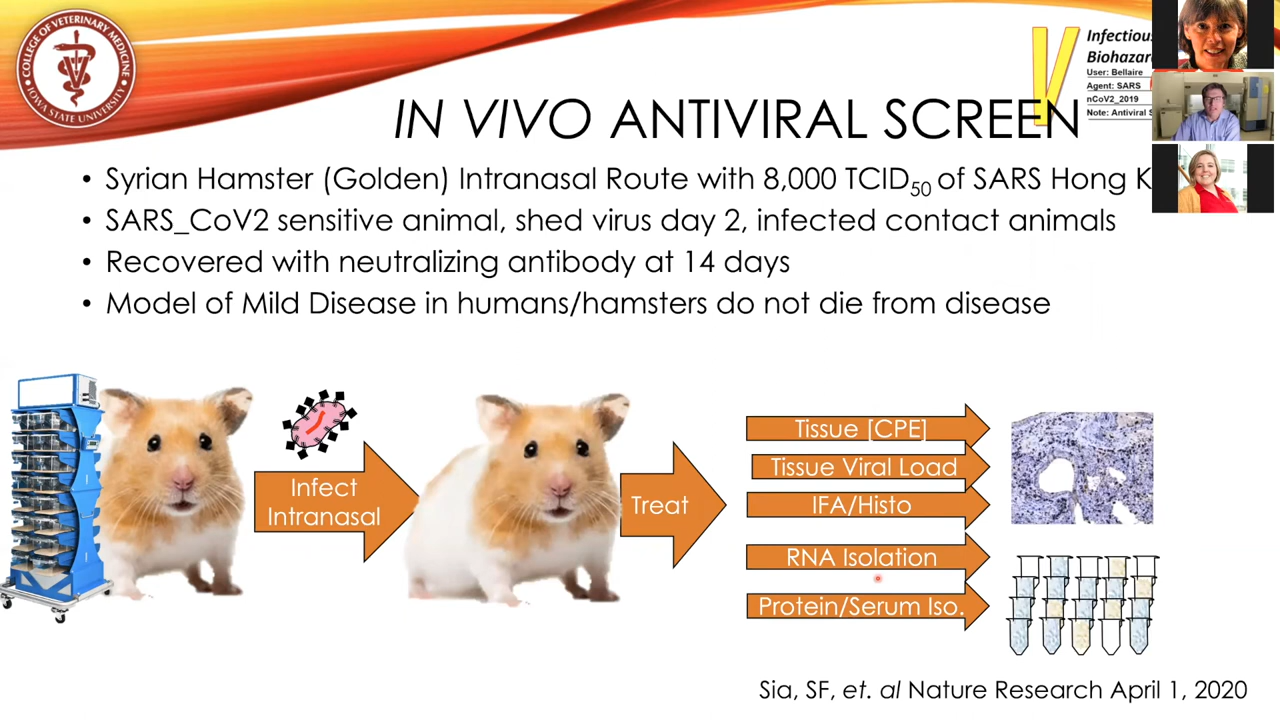 COLLEGE OF VETERINARY MEDICINE
IOWA STATE UNIVERSITY
Infectious
User: Bellaire
Agent: SARS
nCoV2_2019
Note: Antiviral
IN VIVO ANTIVIRAL SCREEN
• Syrian Hamster (Golden) Intranasal Route with 8,000 TCID50 of SARS Hong
• SARS_CoV2 sensitive animal, shed virus day 2, infected contact animals
• Recovered with neutralizing antibody at 14 days
• Model of Mild Disease in humans/hamsters do not die from disease
Infect
Intranasal
Treat
Tissue [CPE]
Tissue Viral Load
IFA/Histo
RNA Isolation
Protein/Serum Iso.
Sia, SF, et. al Nature Research April 1, 2020